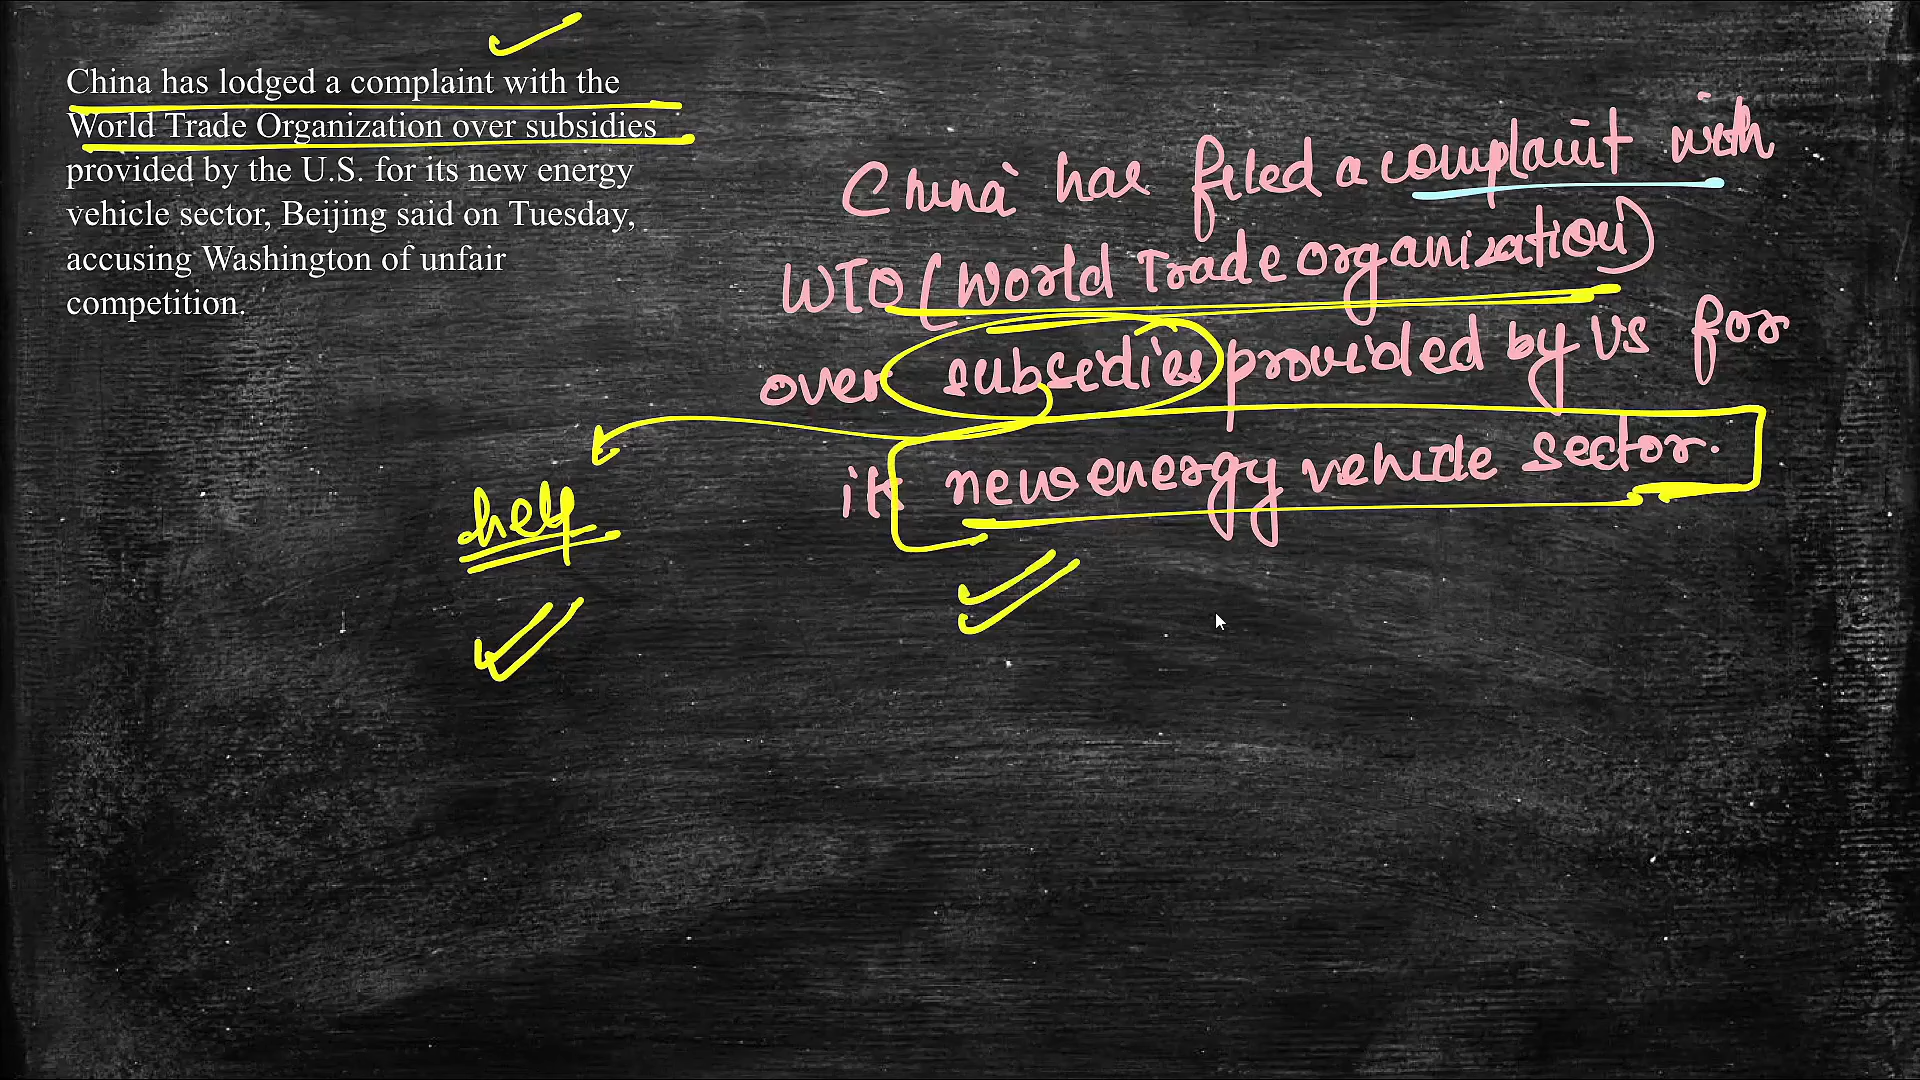 China has lodged a complaint with the
World Trade Organization over subsidies
provided by the U.S. for its new energy
vehicle sector, Beijing said on Tuesday,
accusing Washington of unfair
competition.
China has filed a complaint with
WTO (World Trade organization)
over subsidies provided by US for
its new energy vehicle sector.
help